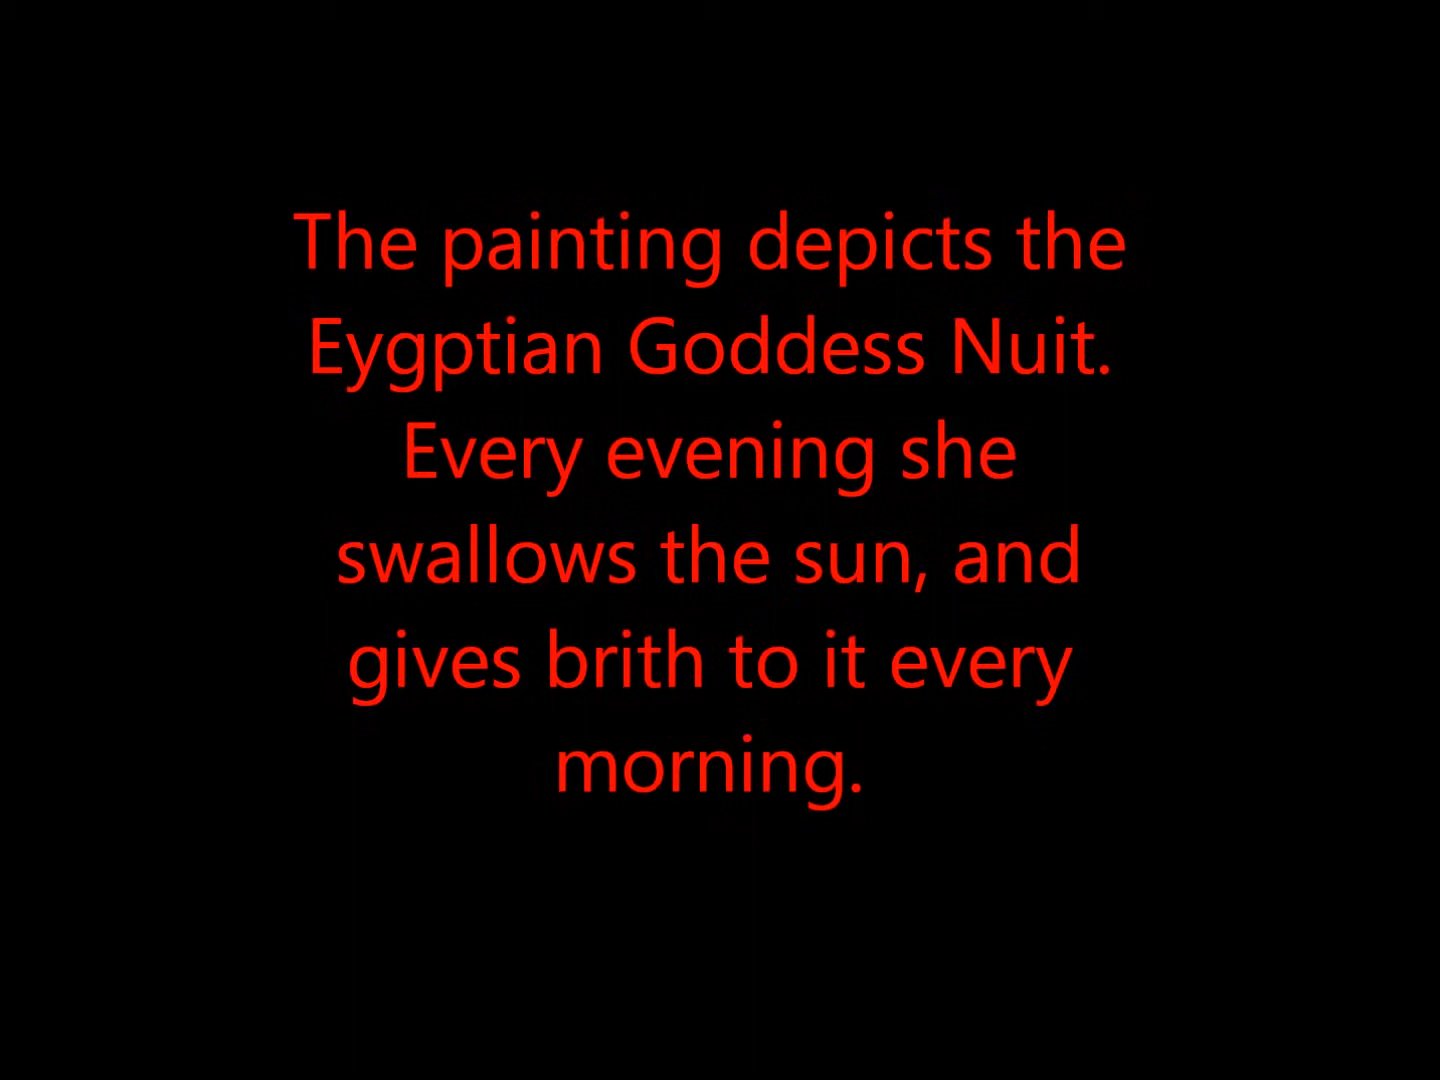 The painting depicts the
Eygptian Goddess Nuit.
Every evening she
swallows the sun, and
gives brith to it every
morning.